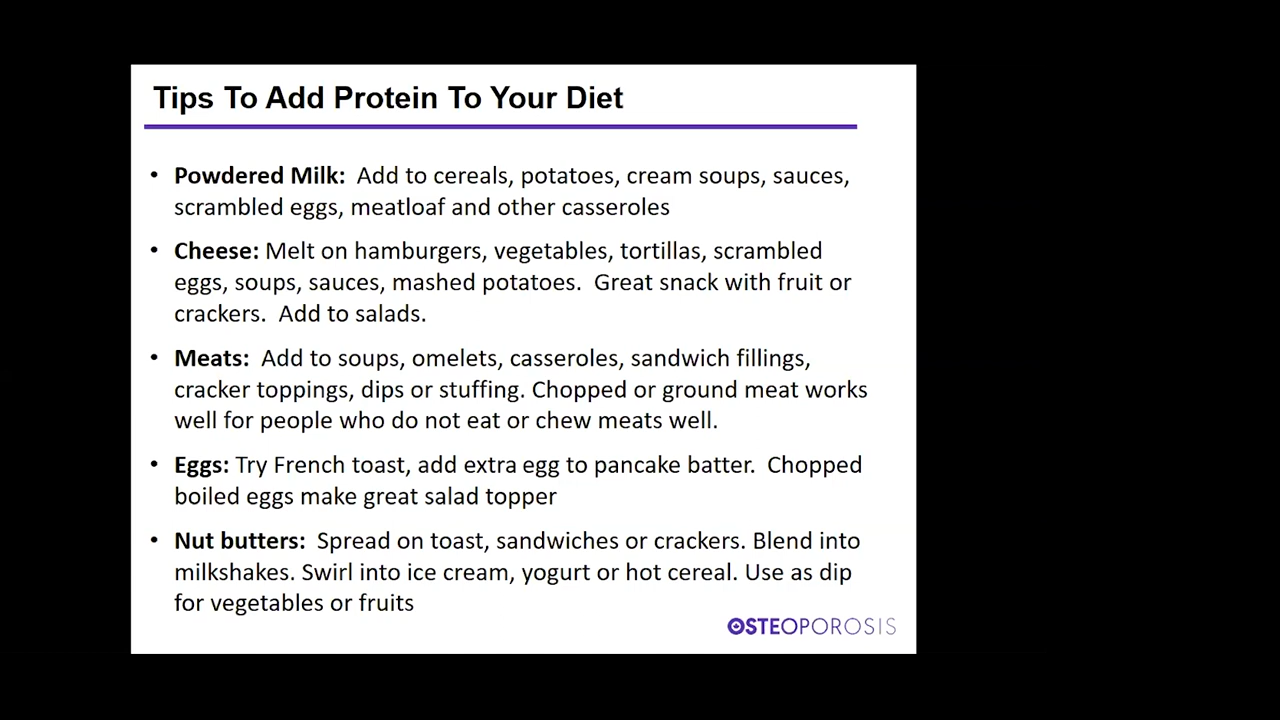 Tips To Add Protein To Your Diet
• Powdered Milk:  Add to cereals, potatoes, cream soups, sauces,
scrambled eggs, meatloaf and other casseroles
• Cheese: Melt on hamburgers, vegetables, tortillas, scrambled
eggs, soups, sauces, mashed potatoes.  Great snack with fruit or
crackers.  Add to salads.
• Meats:  Add to soups, omelets, casseroles, sandwich fillings,
cracker toppings, dips or stuffing. Chopped or ground meat works
well for people who do not eat or chew meats well.
• Eggs: Try French toast, add extra egg to pancake batter.  Chopped
boiled eggs make great salad topper
• Nut butters:  Spread on toast, sandwiches or crackers. Blend into
milkshakes. Swirl into ice cream, yogurt or hot cereal. Use as dip
for vegetables or fruits
OSTEOPOROSIS